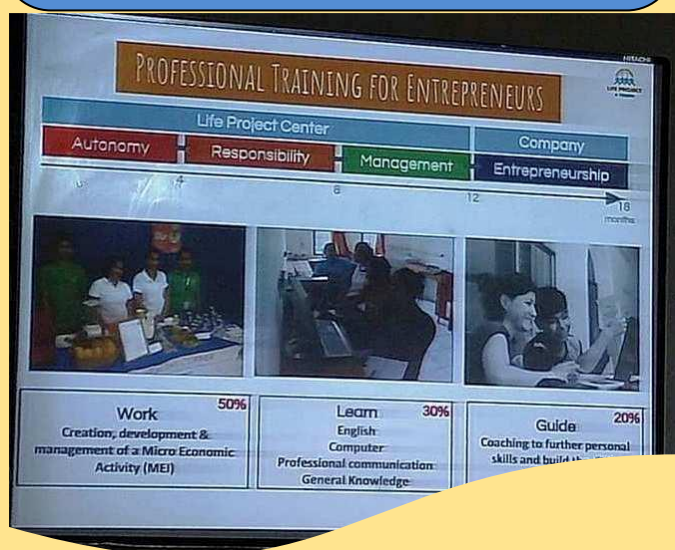 HITACHI
PROFESSIONAL TRAINING FOR ENTREPRENEURS
LIFE PROJECT
Life Project Center
Company
Autonomy
Responsibility
Management
Entrepreneurship
4
8
12
18
months
Work 50%
Creation, development &
management of a Micro Economic
Activity (MEI)
Learn 30%
English
Computer
Professional communication
General Knowledge
Guide 20%
Coaching to further personal
skills and build